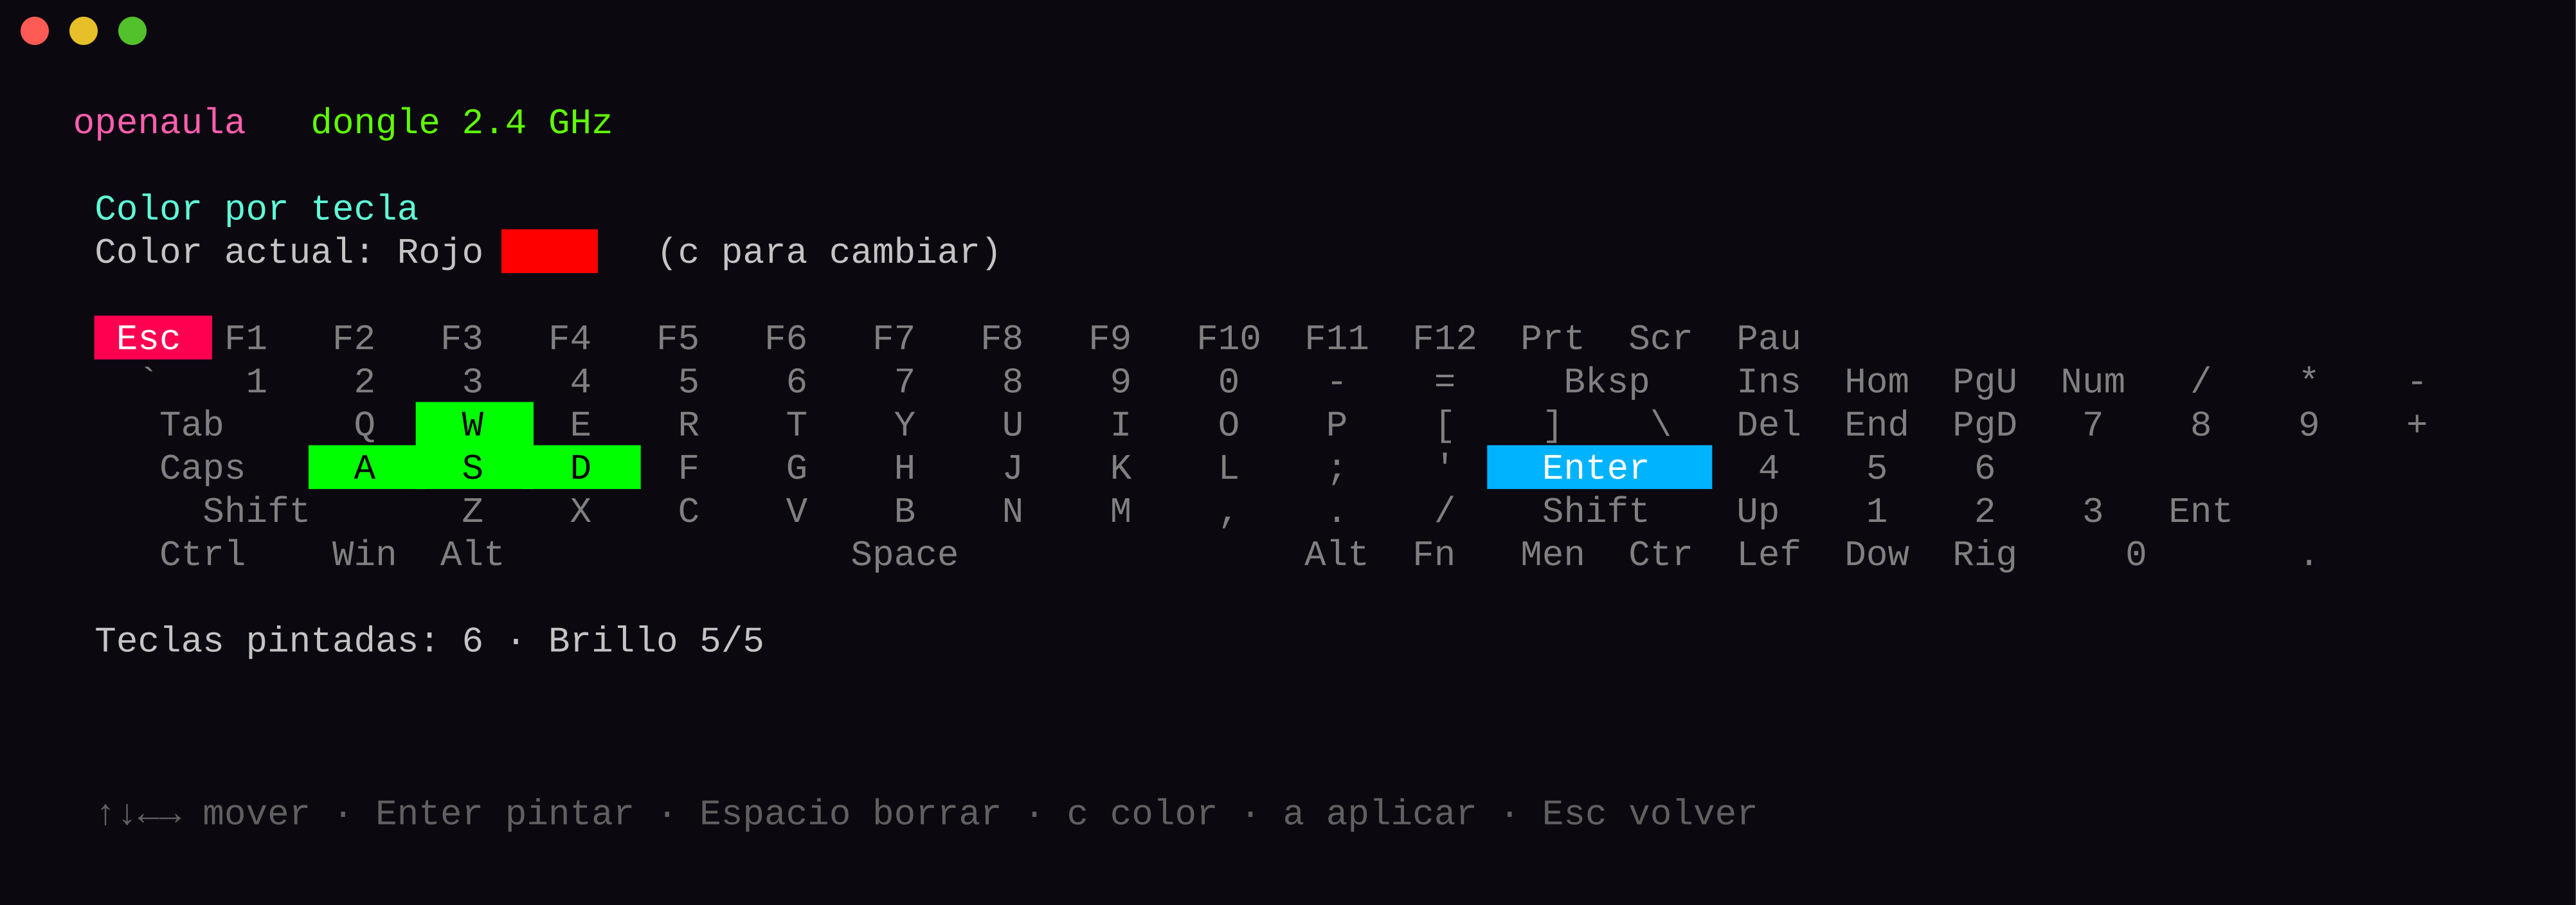 openaula   dongle 2.4 GHz
Color por tecla
Color actual: Rojo   (c para cambiar)
Esc F1 F2 F3 F4 F5 F6 F7 F8 F9 F10 F11 F12 Prt Scr Pau
` 1 2 3 4 5 6 7 8 9 0 - = Bksp Ins Hom PgU Num / * -
Tab Q W E R T Y U I O P [ ] \ Del End PgD 7 8 9 +
Caps A S D F G H J K L ; ' Enter 4 5 6
Shift Z X C V B N M , . / Shift Up 1 2 3 Ent
Ctrl Win Alt Space Alt Fn Men Ctr Lef Dow Rig 0 .
Teclas pintadas: 6 · Brillo 5/5
↑↓←→ mover · Enter pintar · Espacio borrar · c color · a aplicar · Esc volver